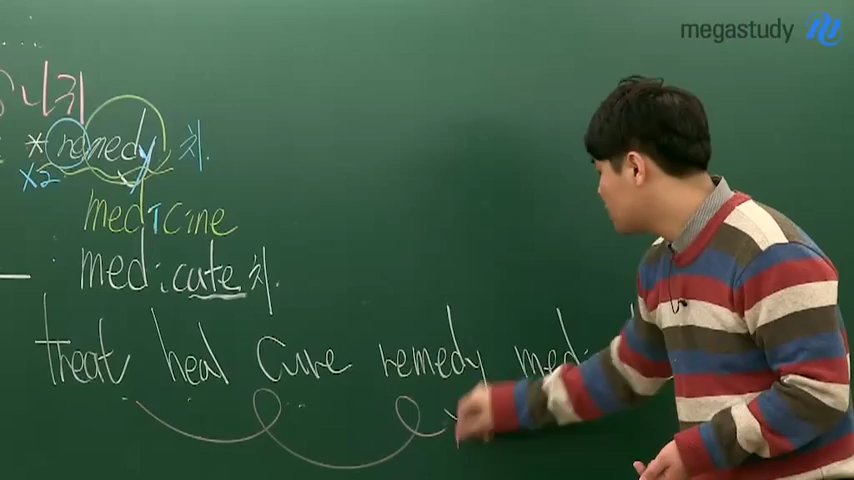 megastudy
* remedy 치.
x2
medicine
medicate 치.
treat heal cure remedy med